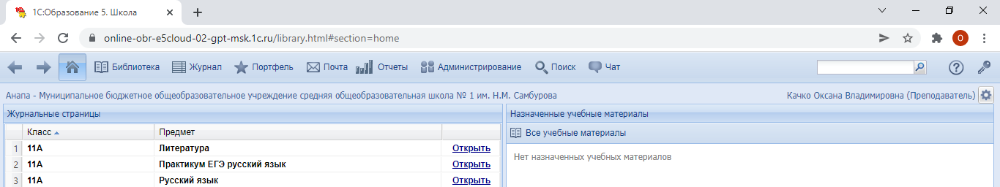 1С:Образование 5. Школа
online-obr-e5cloud-02-gpt-msk.1c.ru/library.html#section=home
О
Библиотека Журнал Портфель Почта Отчеты Администрирование Поиск Чат
Анапа - Муниципальное бюджетное общеобразовательное учреждение средняя общеобразовательная школа № 1 им. Н.М. Самбурова
Качко Оксана Владимировна (Преподаватель)
Журнальные страницы
Класс Предмет
1 11А Литература Открыть
2 11А Практикум ЕГЭ русский язык Открыть
3 11А Русский язык Открыть
Назначенные учебные материалы
Все учебные материалы
Нет назначенных учебных материалов